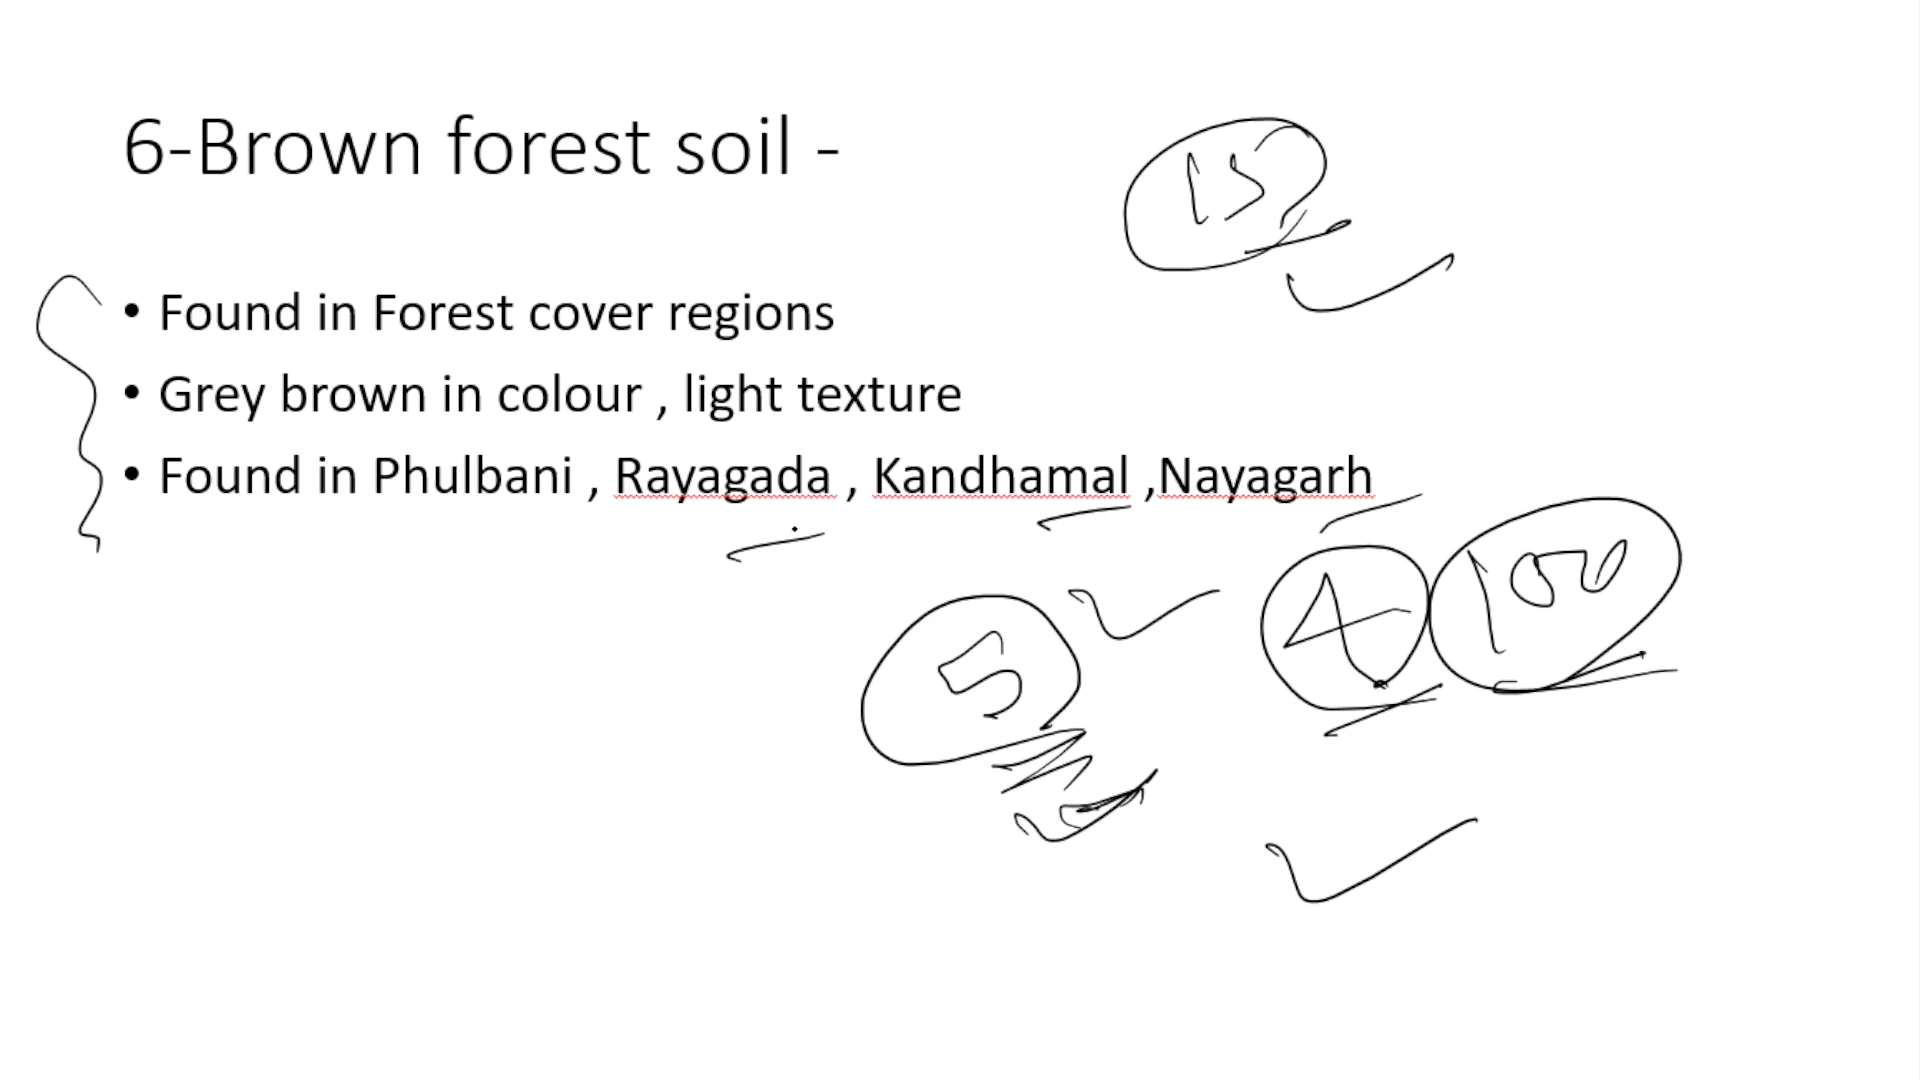 6-Brown forest soil -
15
• Found in Forest cover regions
• Grey brown in colour , light texture
• Found in Phulbani , Rayagada , Kandhamal ,Nayagarh
5
4
100